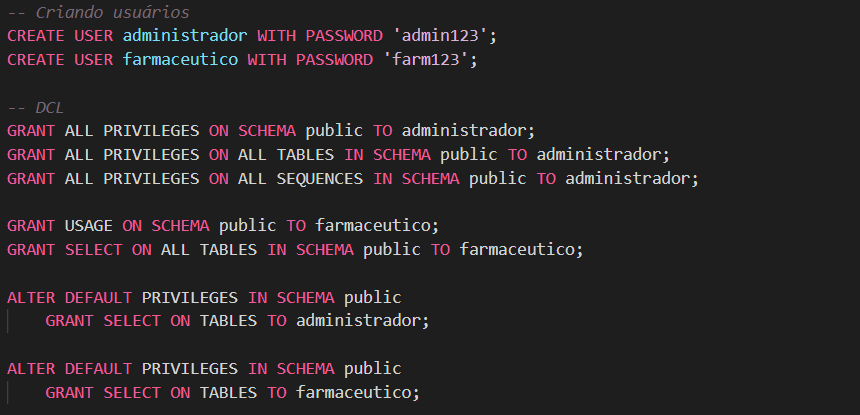 -- Criando usuários
CREATE USER administrador WITH PASSWORD 'admin123';
CREATE USER farmaceutico WITH PASSWORD 'farm123';
-- DCL
GRANT ALL PRIVILEGES ON SCHEMA public TO administrador;
GRANT ALL PRIVILEGES ON ALL TABLES IN SCHEMA public TO administrador;
GRANT ALL PRIVILEGES ON ALL SEQUENCES IN SCHEMA public TO administrador;
GRANT USAGE ON SCHEMA public TO farmaceutico;
GRANT SELECT ON ALL TABLES IN SCHEMA public TO farmaceutico;
ALTER DEFAULT PRIVILEGES IN SCHEMA public
    GRANT SELECT ON TABLES TO administrador;
ALTER DEFAULT PRIVILEGES IN SCHEMA public
    GRANT SELECT ON TABLES TO farmaceutico;